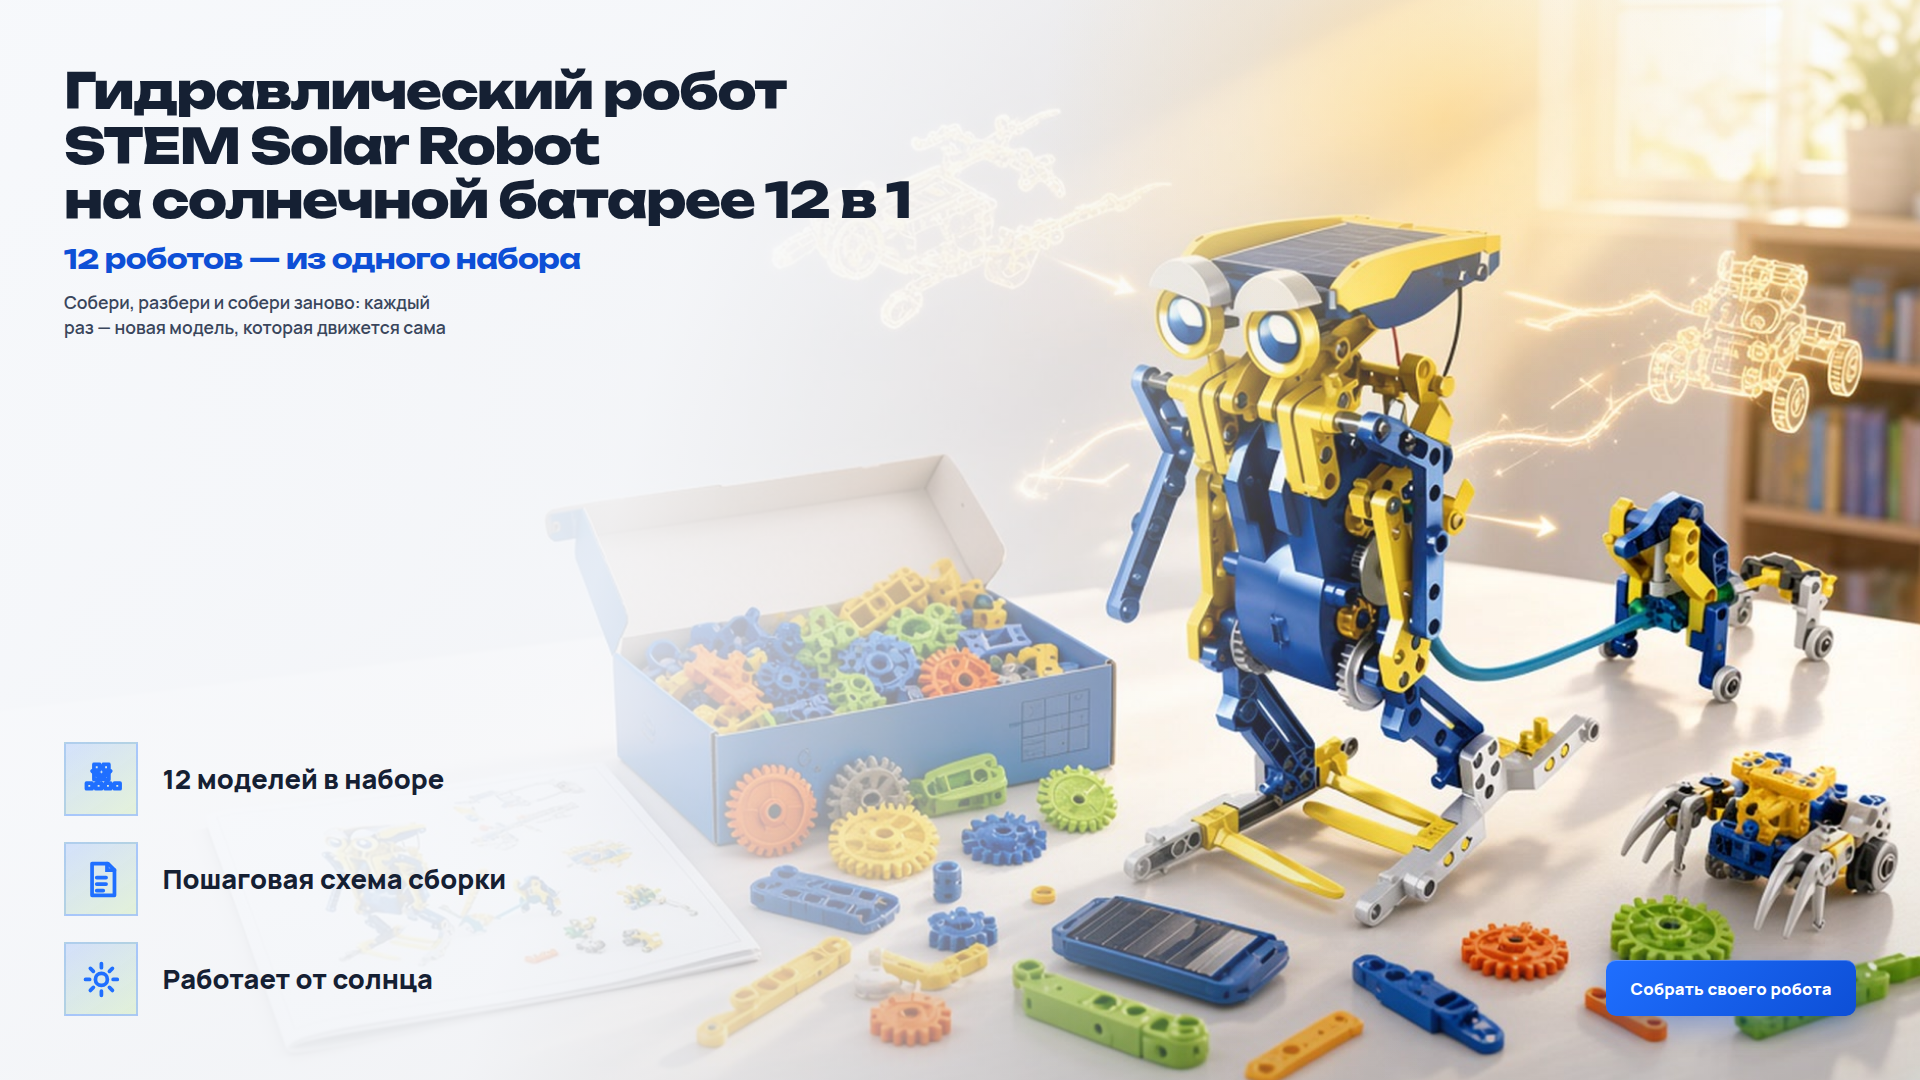 Гидравлический робот
STEM Solar Robot
на солнечной батарее 12 в 1
12 роботов — из одного набора
Собери, разбери и собери заново: каждый
раз — новая модель, которая движется сама
12 моделей в наборе
Пошаговая схема сборки
Работает от солнца
Собрать своего робота